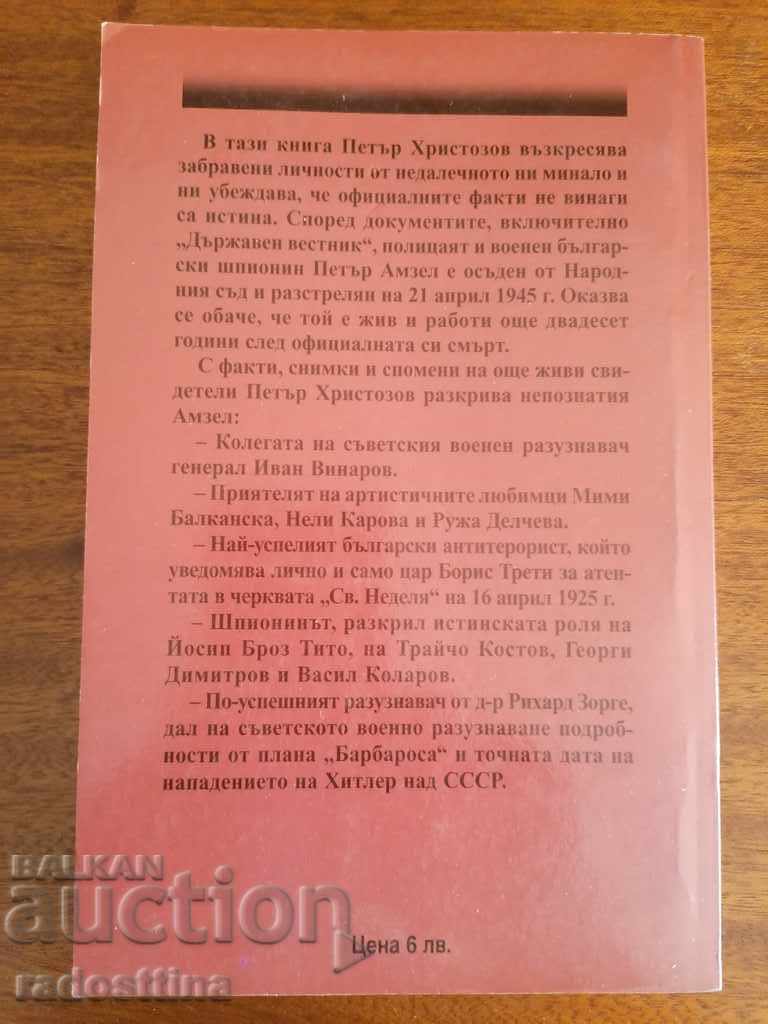 В тази книга Петър Христозов възкресява
забравени личности от недалечното ни минало и
ни убеждава, че официалните факти не винаги
са истина. Според документите, включително
„Държавен вестник“, полицаят и военен българ-
ски шпионин Петър Амзел е осъден от Народ-
ния съд и разстрелян на 21 април 1945 г. Оказва
се обаче, че той е жив и работи още двадесет
години след официалната си смърт.
С факти, снимки и спомени на още живи сви-
детели Петър Христозов разкрива непознатия
Амзел:
– Колегата на съветския военен разузнавач
генерал Иван Винаров.
– Приятелят на артистичните любимци Мими
Балканска, Нели Карова и Ружа Делчева.
– Най-успелият български антитерорист, който
уведомява лично и само цар Борис Трети за атен-
тата в черквата „Св. Неделя“ на 16 април 1925 г.
– Шпионинът, разкрил истинската роля на
Йосип Броз Тито, на Трайчо Костов, Георги
Димитров и Васил Коларов.
– По-успешният разузнавач от д-р Рихард Зорге,
дал на съветското военно разузнаване подроб-
ности от плана „Барбароса“ и точната дата на
нападението на Хитлер над СССР.
BALKAN
auction
Цена 6 лв.
radosttina